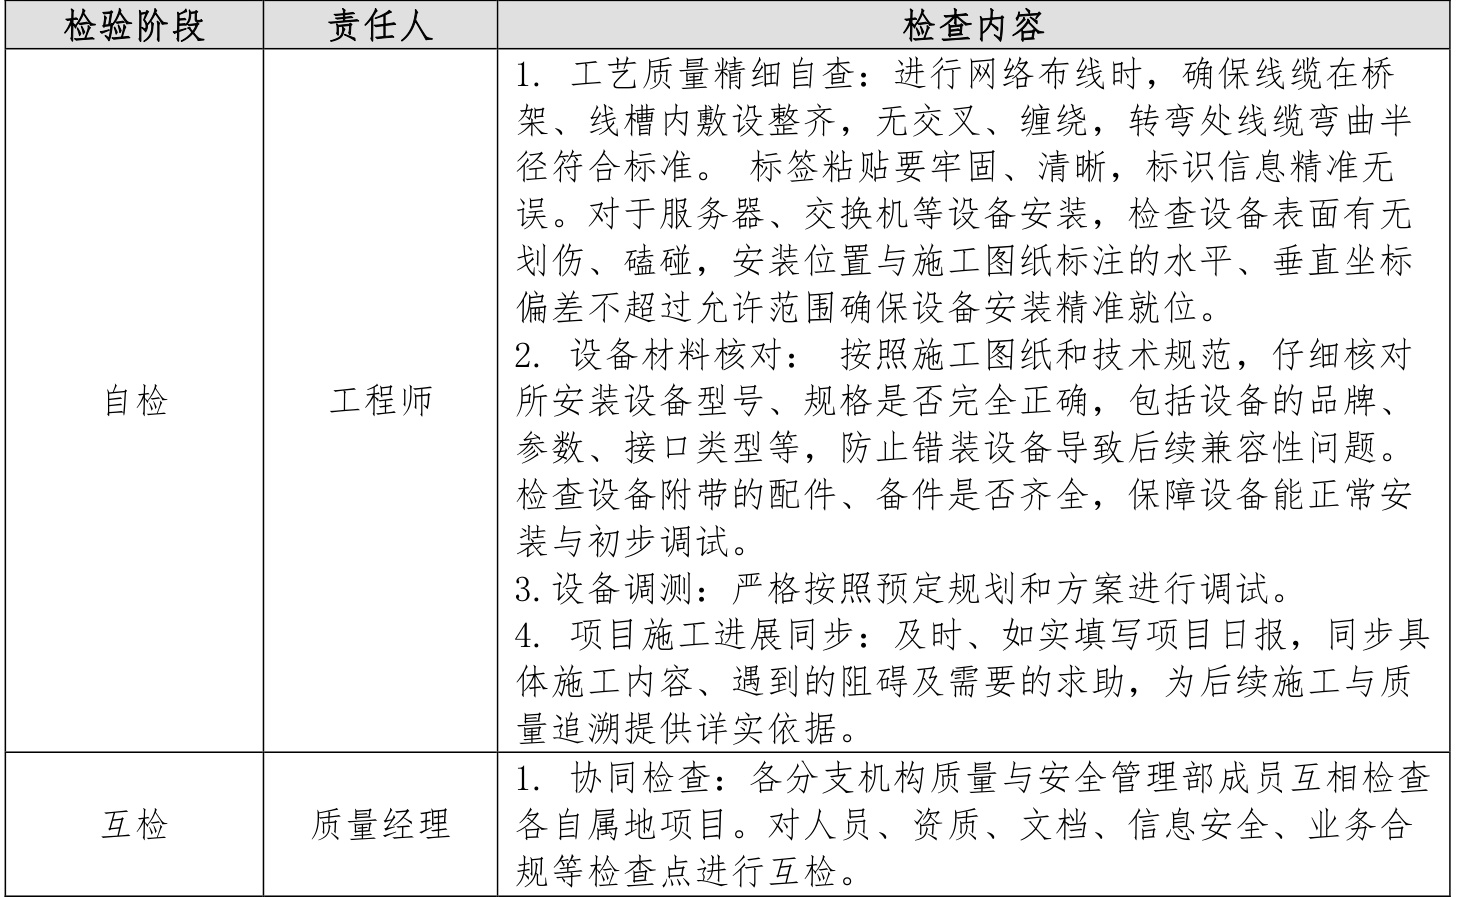 检验阶段 责任人 检查内容
1. 工艺质量精细自查：进行网络布线时，确保线缆在桥
架、线槽内敷设整齐，无交叉、缠绕，转弯处线缆弯曲半
径符合标准。 标签粘贴要牢固、清晰，标识信息精准无
误。对于服务器、交换机等设备安装，检查设备表面有无
划伤、磕碰，安装位置与施工图纸标注的水平、垂直坐标
偏差不超过允许范围确保设备安装精准就位。
2. 设备材料核对： 按照施工图纸和技术规范，仔细核对
自检 工程师 所安装设备型号、规格是否完全正确，包括设备的品牌、
参数、接口类型等，防止错装设备导致后续兼容性问题。
检查设备附带的配件、备件是否齐全，保障设备能正常安
装与初步调试。
3.设备调测：严格按照预定规划和方案进行调试。
4. 项目施工进展同步：及时、如实填写项目日报，同步具
体施工内容、遇到的阻碍及需要的求助，为后续施工与质
量追溯提供详实依据。
1. 协同检查：各分支机构质量与安全管理部成员互相检查
互检 质量经理 各自属地项目。对人员、资质、文档、信息安全、业务合
规等检查点进行互检。